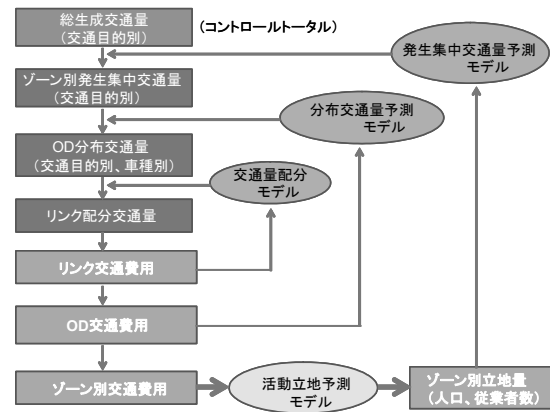 総生成交通量
(交通目的別)
(コントロールトータル)
発生集中交通量予測
モデル
ゾーン別発生集中交通量
(交通目的別)
分布交通量予測
モデル
OD分布交通量
(交通目的別、車種別)
交通量配分
モデル
リンク配分交通量
リンク交通費用
OD交通費用
ゾーン別交通費用
活動立地予測
モデル
ゾーン別立地量
(人口、従業者数)